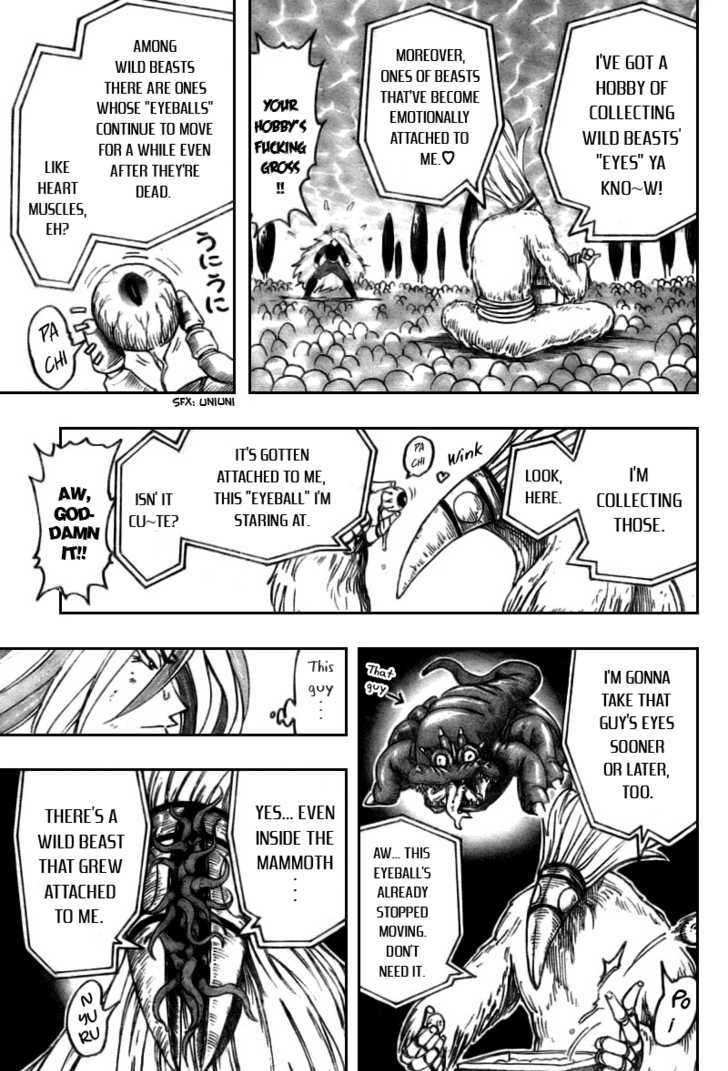 I'VE GOT A
HOBBY OF
COLLECTING
WILD BEASTS'
"EYES" YA
KNO~W!
MOREOVER,
ONES OF BEASTS
THAT'VE BECOME
EMOTIONALLY
ATTACHED TO
ME.♡
YOUR
HOBBY'S
FUCKING
GROSS
!!
AMONG
WILD BEASTS
THERE ARE ONES
WHOSE "EYEBALLS"
CONTINUE TO MOVE
FOR A WHILE EVEN
AFTER THEY'RE
DEAD.
LIKE
HEART
MUSCLES,
EH?
うにうに
PA
CHI
SFX: UNIUNI
I'M
COLLECTING
THOSE.
LOOK,
HERE.
Wink
PA
CHI
IT'S GOTTEN
ATTACHED TO ME,
THIS "EYEBALL" I'M
STARING AT.
ISN' IT
CU~TE?
AW,
GOD-
DAMN
IT!!
I'M GONNA
TAKE THAT
GUY'S EYES
SOONER
OR LATER,
TOO.
That
guy
AW... THIS
EYEBALL'S
ALREADY
STOPPED
MOVING.
DON'T
NEED IT.
PO
I
This
guy
...
YES... EVEN
INSIDE THE
MAMMOTH
...
THERE'S A
WILD BEAST
THAT GREW
ATTACHED
TO ME.
N
YU
RU